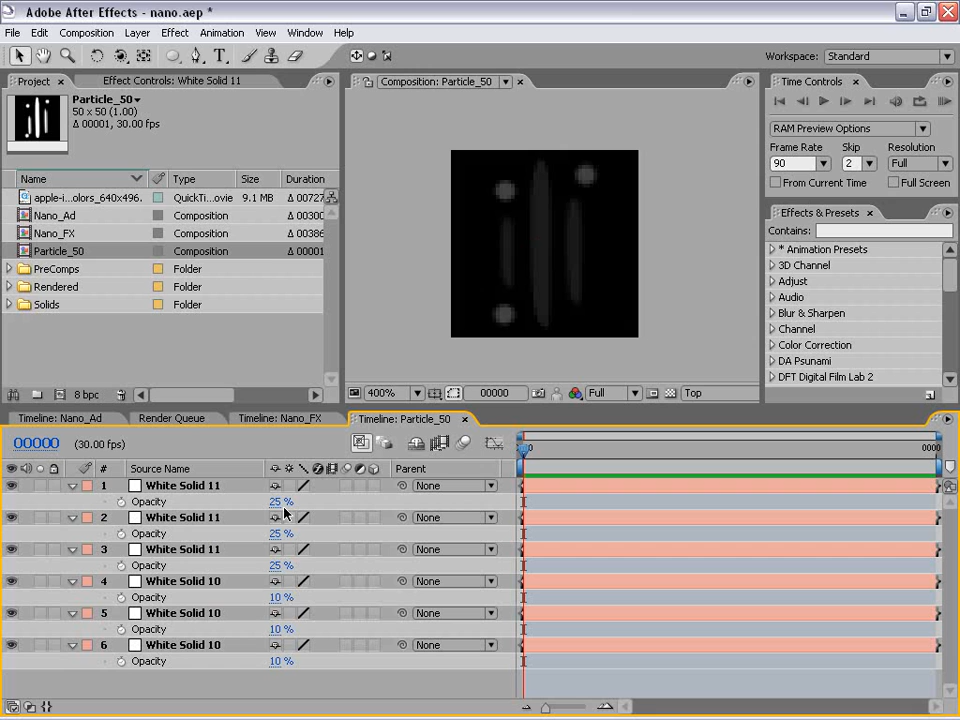 Adobe After Effects - nano.aep *
File Edit Composition Layer Effect Animation View Window Help
Workspace: Standard
Project Effect Controls: White Solid 11
Composition: Particle_50
Time Controls
Particle_50
50 x 50 (1.00)
Δ 00001, 30.00 fps
RAM Preview Options
Frame Rate Skip Resolution
90 2 Full
From Current Time Full Screen
Name Type Size Duration
apple-i...olors_640x496. QuickTi...ovie 9.1 MB Δ 00727
Nano_Ad Composition Δ 00300
Nano_FX Composition Δ 00386
Particle_50 Composition Δ 00001
PreComps Folder
Rendered Folder
Solids Folder
Effects & Presets
Contains:
* Animation Presets
3D Channel
Adjust
Audio
Blur & Sharpen
Channel
Color Correction
DA Psunami
DFT Digital Film Lab 2
8 bpc
400% 00000 Full Top
Timeline: Nano_Ad Render Queue Timeline: Nano_FX Timeline: Particle_50
00000 (30.00 fps)
0 0000
# Source Name Parent
1 White Solid 11 None
Opacity 25 %
2 White Solid 11 None
Opacity 25 %
3 White Solid 11 None
Opacity 25 %
4 White Solid 10 None
Opacity 10 %
5 White Solid 10 None
Opacity 10 %
6 White Solid 10 None
Opacity 10 %